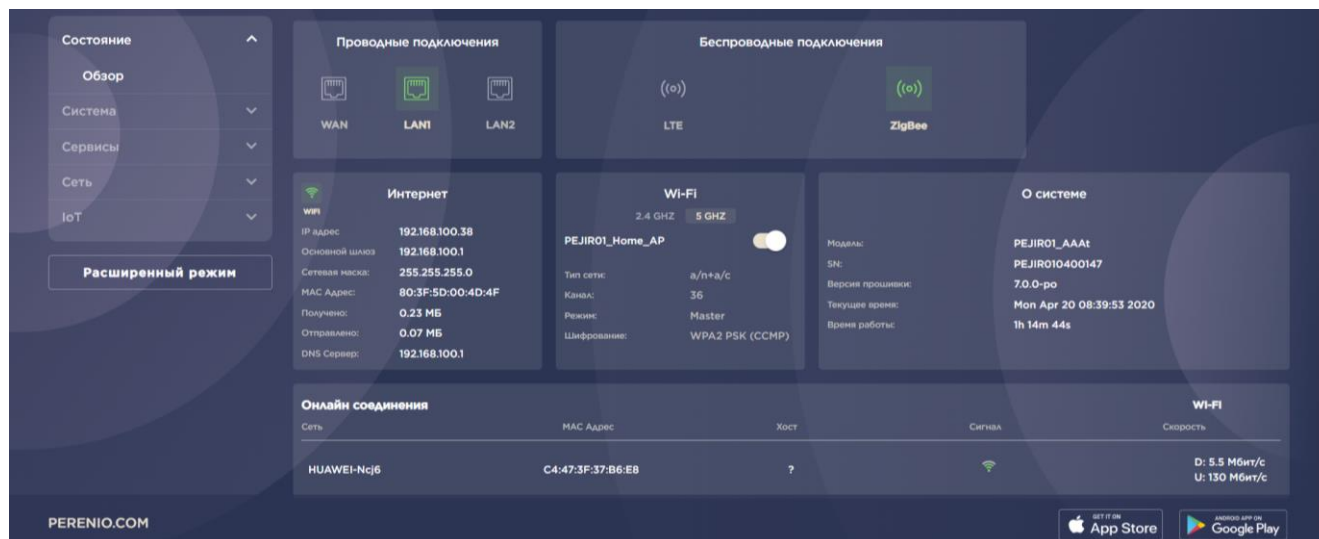 Состояние
Обзор
Система
Сервисы
Сеть
IoT
Расширенный режим
Проводные подключения
WAN
LAN1
LAN2
Беспроводные подключения
LTE
ZigBee
WIFI
Интернет
IP адрес 192.168.100.38
Основной шлюз 192.168.100.1
Сетевая маска: 255.255.255.0
MAC Адрес: 80:3F:5D:00:4D:4F
Получено: 0.23 МБ
Отправлено: 0.07 МБ
DNS Сервер: 192.168.100.1
Wi-Fi
2.4 GHZ 5 GHZ
PEJIR01_Home_AP
Тип сети: a/n+a/c
Канал: 36
Режим: Master
Шифрование: WPA2 PSK (CCMP)
О системе
Модель: PEJIR01_AAAt
SN: PEJIR010400147
Версия прошивки: 7.0.0-po
Текущее время: Mon Apr 20 08:39:53 2020
Время работы: 1h 14m 44s
Онлайн соединения WI-FI
Сеть MAC Адрес Хост Сигнал Скорость
HUAWEI-Ncj6 C4:47:3F:37:B6:E8 ? D: 5.5 Мбит/с
U: 130 Мбит/с
PERENIO.COM
GET IT ON
App Store
ANDROID APP ON
Google Play